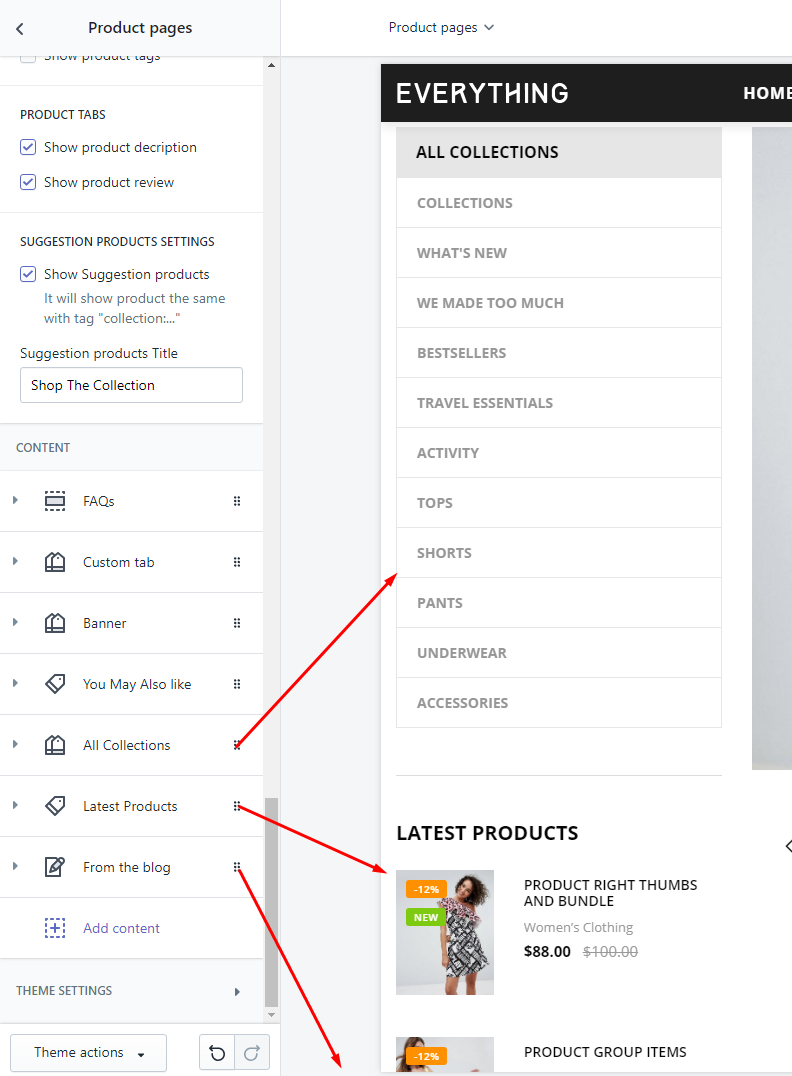 Product pages
Show product tags
PRODUCT TABS
Show product decription
Show product review
SUGGESTION PRODUCTS SETTINGS
Show Suggestion products
It will show product the same
with tag "collection:..."
Suggestion products Title
Shop The Collection
CONTENT
FAQs
Custom tab
Banner
You May Also like
All Collections
Latest Products
From the blog
Add content
THEME SETTINGS
Theme actions
Product pages
EVERYTHING
HOME
ALL COLLECTIONS
COLLECTIONS
WHAT'S NEW
WE MADE TOO MUCH
BESTSELLERS
TRAVEL ESSENTIALS
ACTIVITY
TOPS
SHORTS
PANTS
UNDERWEAR
ACCESSORIES
LATEST PRODUCTS
-12%
NEW
PRODUCT RIGHT THUMBS
AND BUNDLE
Women's Clothing
$88.00 $100.00
-12%
PRODUCT GROUP ITEMS